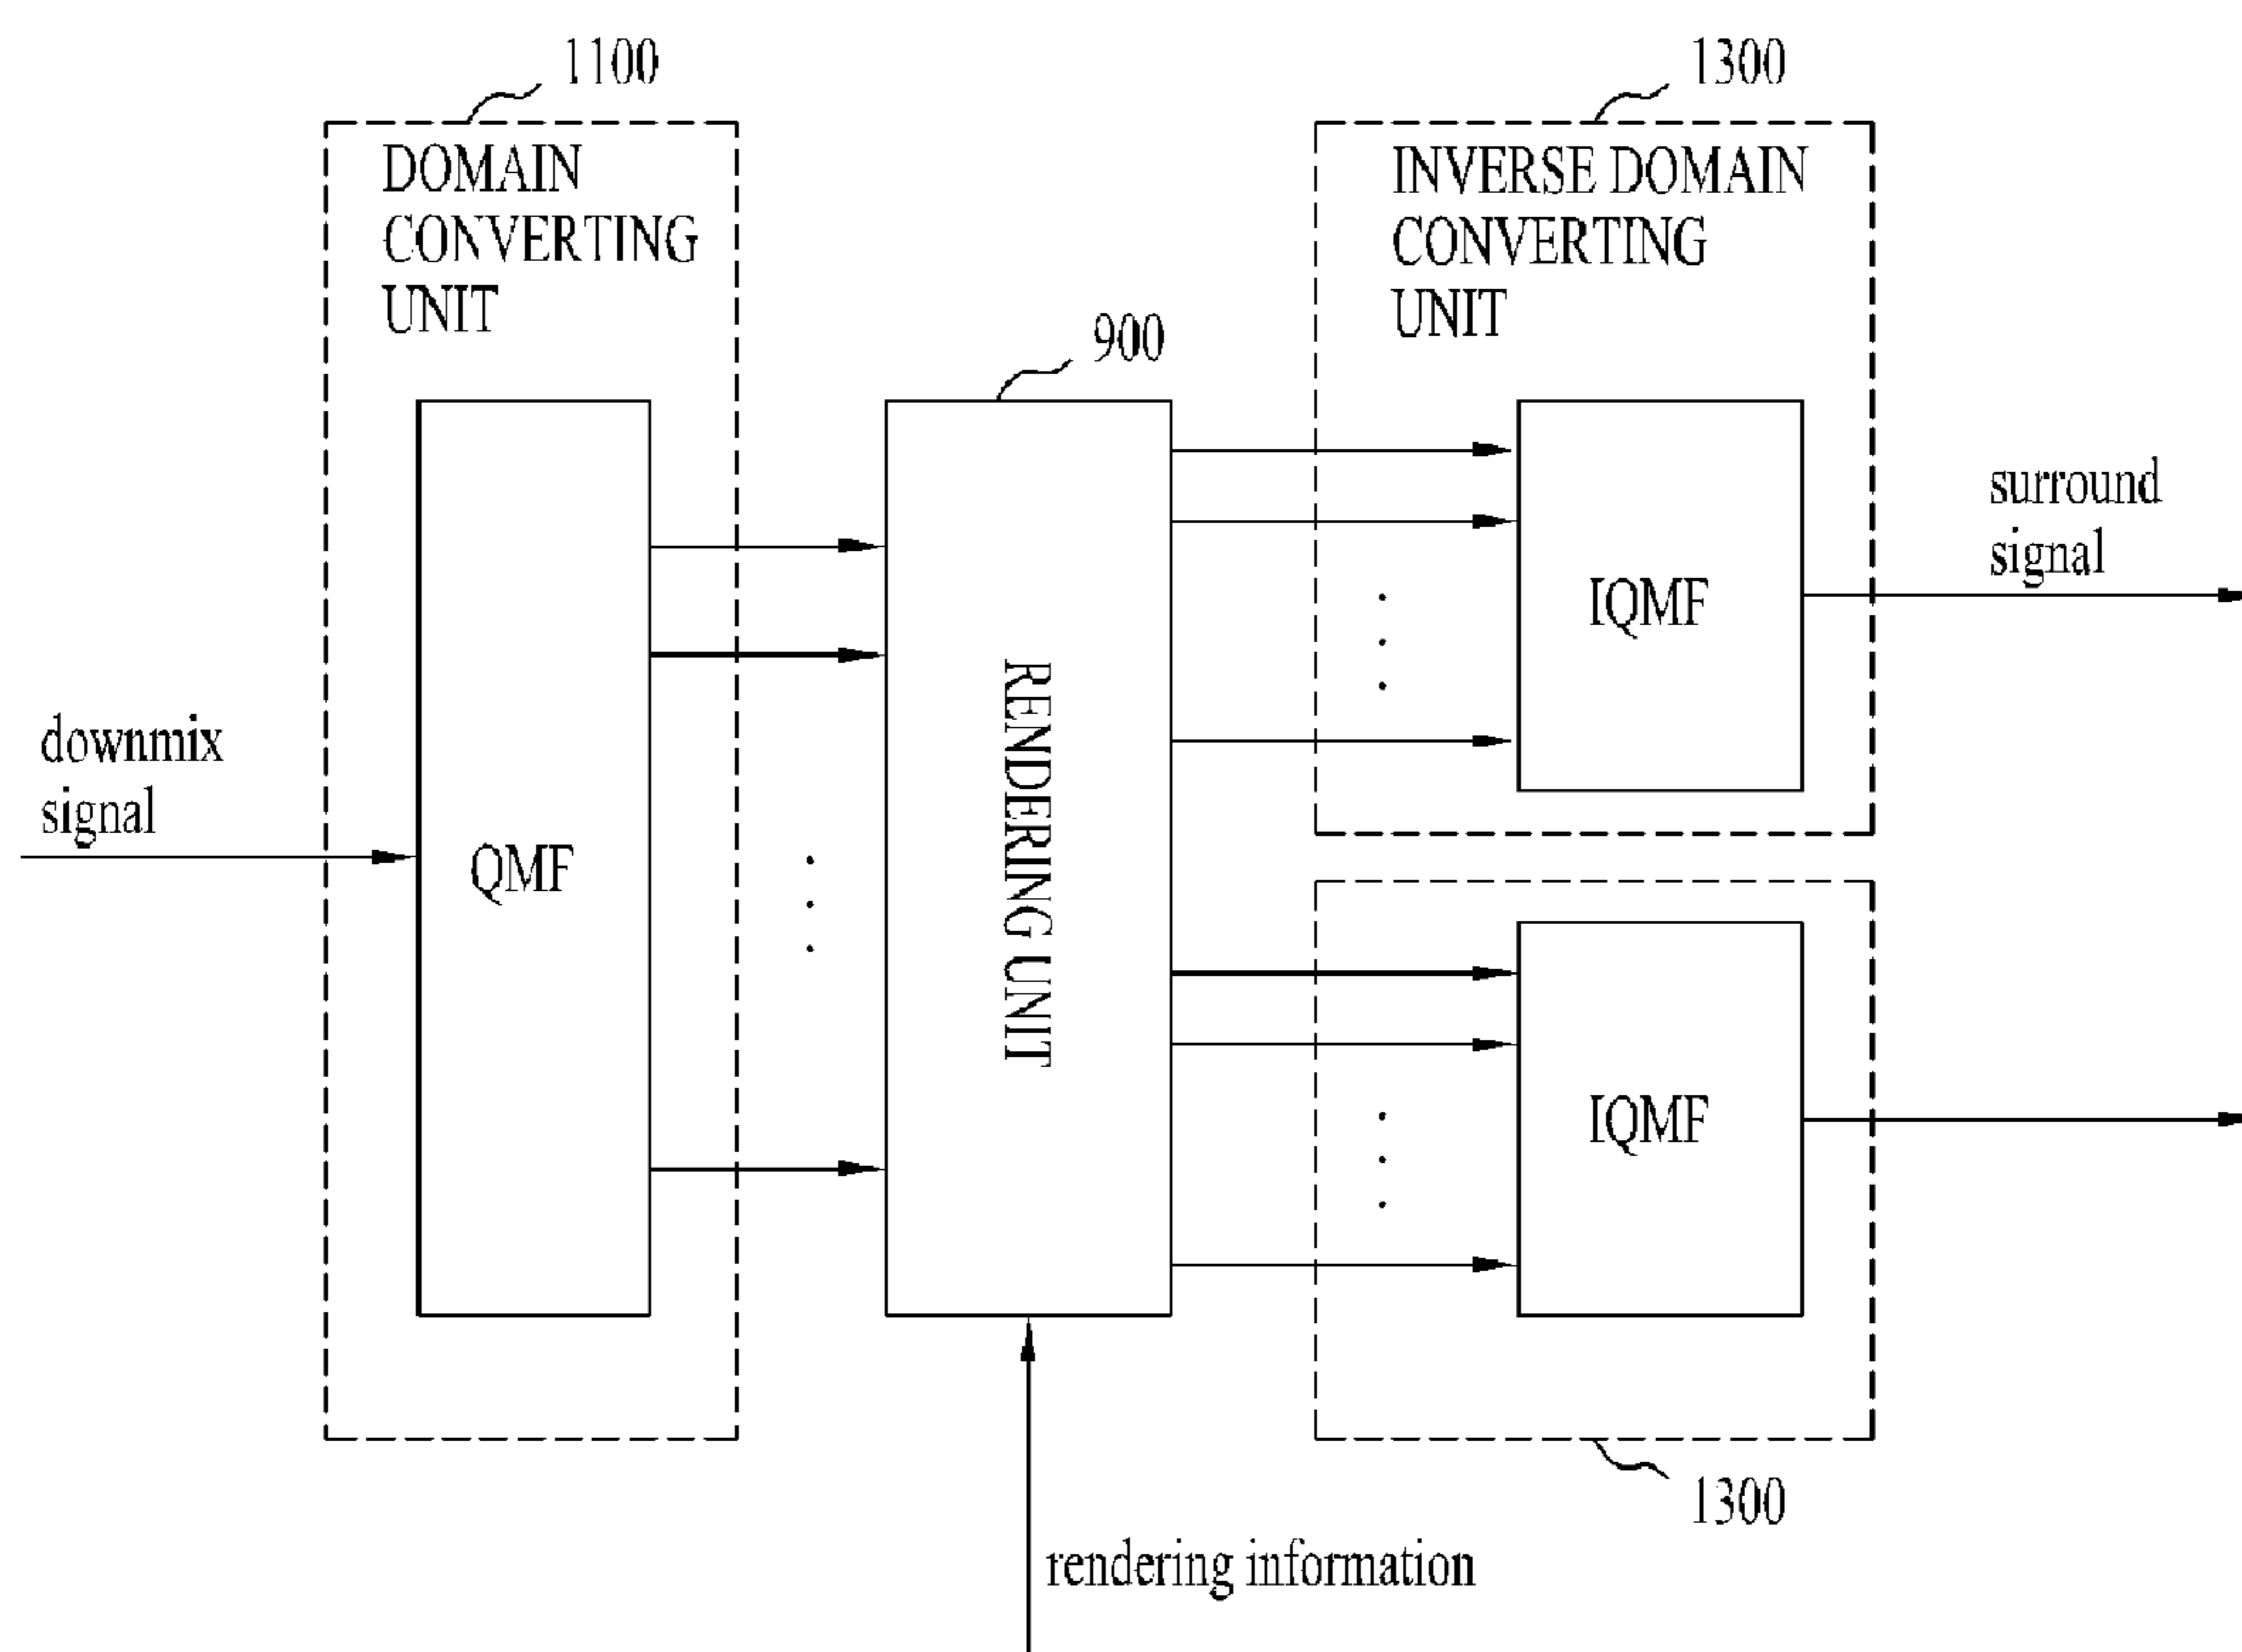 1100
1300
DOMAIN
CONVERTING
UNIT
INVERSE DOMAIN
CONVERTING
UNIT
900
surround
signal
IQMF
RENDERING UNIT
downmix
signal
QMF
IQMF
1300
rendering information